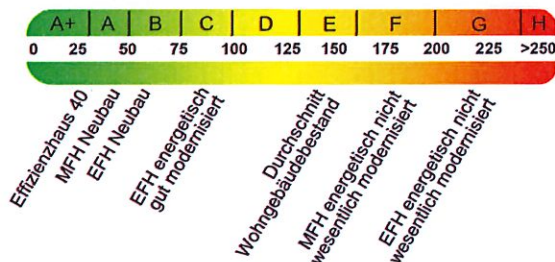 A+ A B C D E F G H
0 25 50 75 100 125 150 175 200 225 >250
Effizienzhaus 40
MFH Neubau
EFH Neubau
EFH energetisch
gut modernisiert
Durchschnitt
Wohngebäudebestand
MFH energetisch nicht
wesentlich modernisiert
EFH energetisch nicht
wesentlich modernisiert